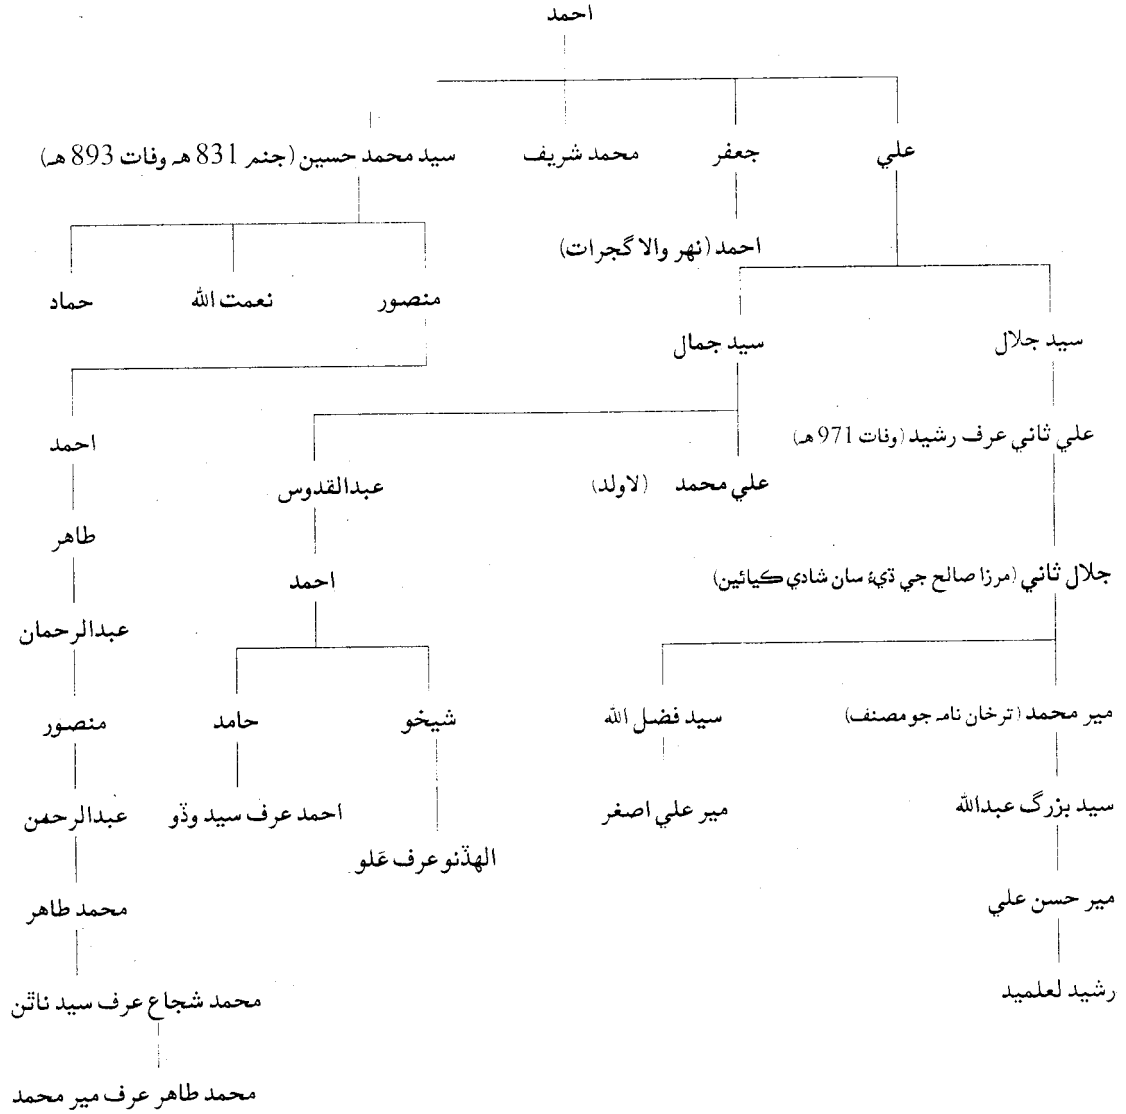 احمد
علي
جعفر
محمد شريف
سيد محمد حسين (جنم 831 هه وفات 893 هه)
احمد (نهر والا گجرات)
منصور
نعمت الله
حماد
سيد جلال
سيد جمال
علي ثاني عرف رشيد (وفات 971 هه)
احمد
علي محمد (لاولد)
عبدالقدوس
طاهر
جلال ثاني (مرزا صالح جي ڌيءُ سان شادي ڪيائين)
احمد
عبدالرحمان
مير محمد (ترخان نامه جو مصنف)
سيد فضل الله
شيخو
حامد
منصور
سيد بزرگ عبدالله
مير علي اصغر
احمد عرف سيد وڏو
عبدالرحمٰن
الهڏنو عرف عَلو
مير حسن علي
محمد طاهر
رشيد لعلميد
محمد شجاع عرف سيد ناٿن
محمد طاهر عرف مير محمد